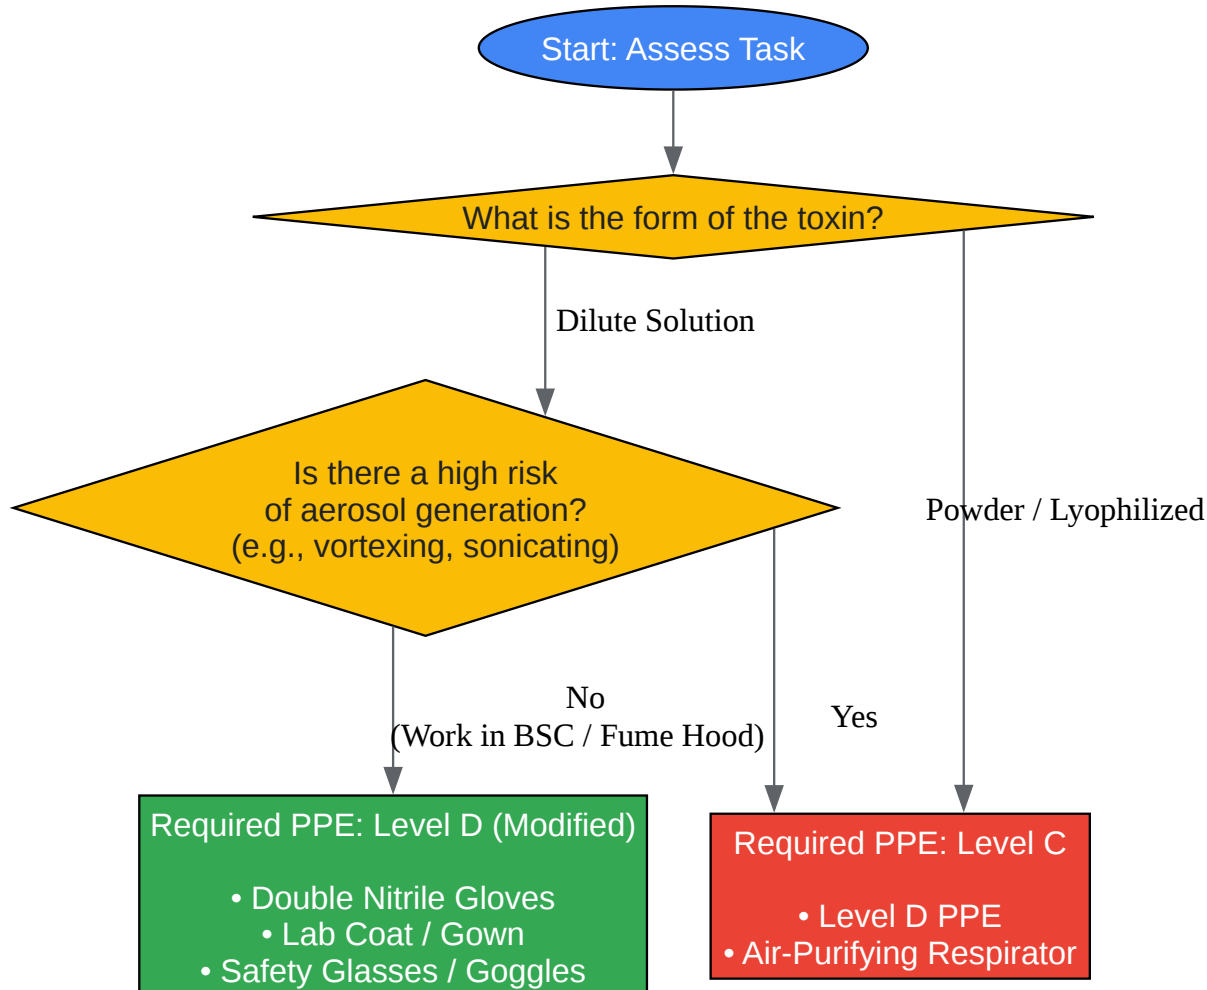 Start: Assess Task
What is the form of the toxin?
Dilute Solution
Is there a high risk
of aerosol generation?
(e.g., vortexing, sonicating)
Powder / Lyophilized
No
(Work in BSC / Fume Hood)
Yes
Required PPE: Level D (Modified)
• Double Nitrile Gloves
• Lab Coat / Gown
• Safety Glasses / Goggles
Required PPE: Level C
• Level D PPE
• Air-Purifying Respirator